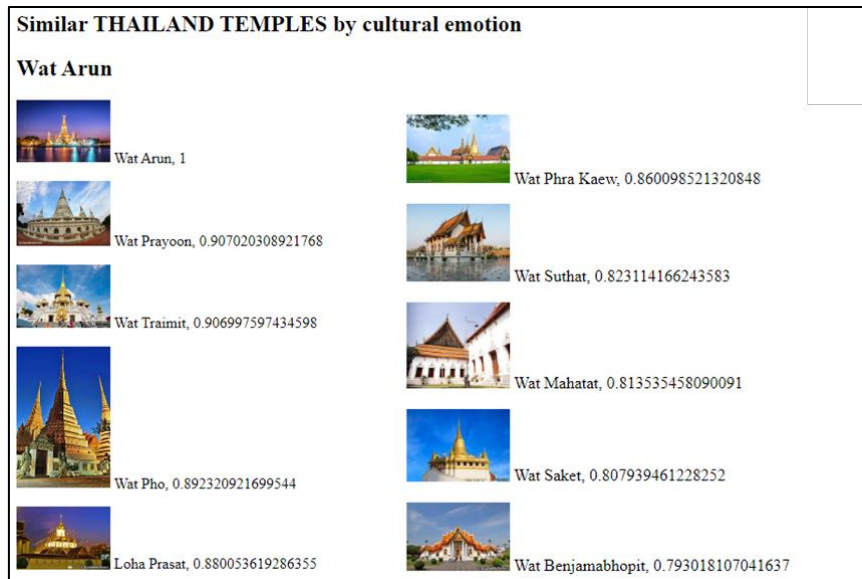 Similar THAILAND TEMPLES by cultural emotion
Wat Arun
Wat Arun, 1
Wat Prayoon, 0.907020308921768
Wat Traimit, 0.906997597434598
Wat Pho, 0.892320921699544
Loha Prasat, 0.880053619286355
Wat Phra Kaew, 0.860098521320848
Wat Suthat, 0.823114166243583
Wat Mahatat, 0.813535458090091
Wat Saket, 0.807939461228252
Wat Benjamabhopit, 0.793018107041637